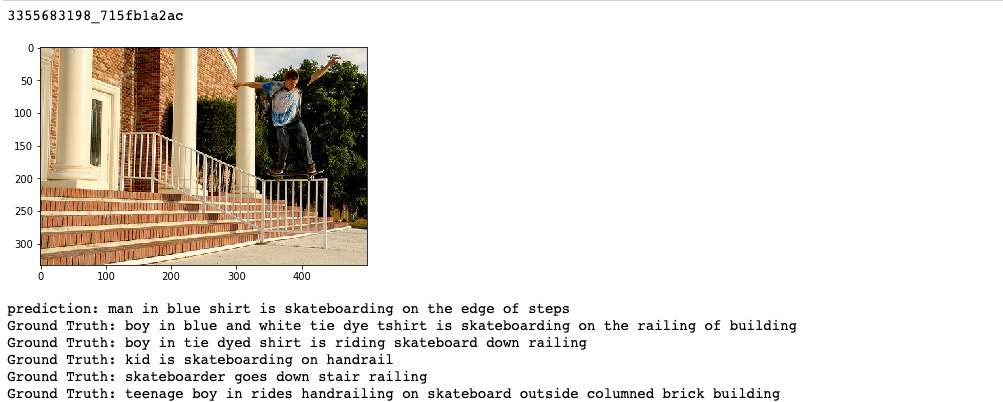 3355683198_715fb1a2ac
0
50
100
150
200
250
300
0 100 200 300 400
prediction: man in blue shirt is skateboarding on the edge of steps
Ground Truth: boy in blue and white tie dye tshirt is skateboarding on the railing of building
Ground Truth: boy in tie dyed shirt is riding skateboard down railing
Ground Truth: kid is skateboarding on handrail
Ground Truth: skateboarder goes down stair railing
Ground Truth: teenage boy in rides handrailing on skateboard outside columned brick building